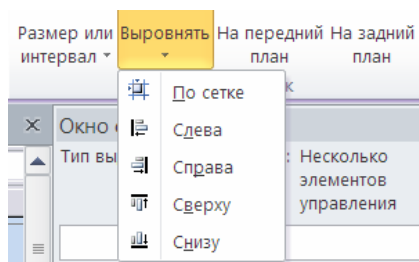 Размер или Выровнять На передний На задний
интервал план план
По сетке к
Окно
Слева
Тип вы : Несколько
Справа элементов
Сверху управления
Снизу